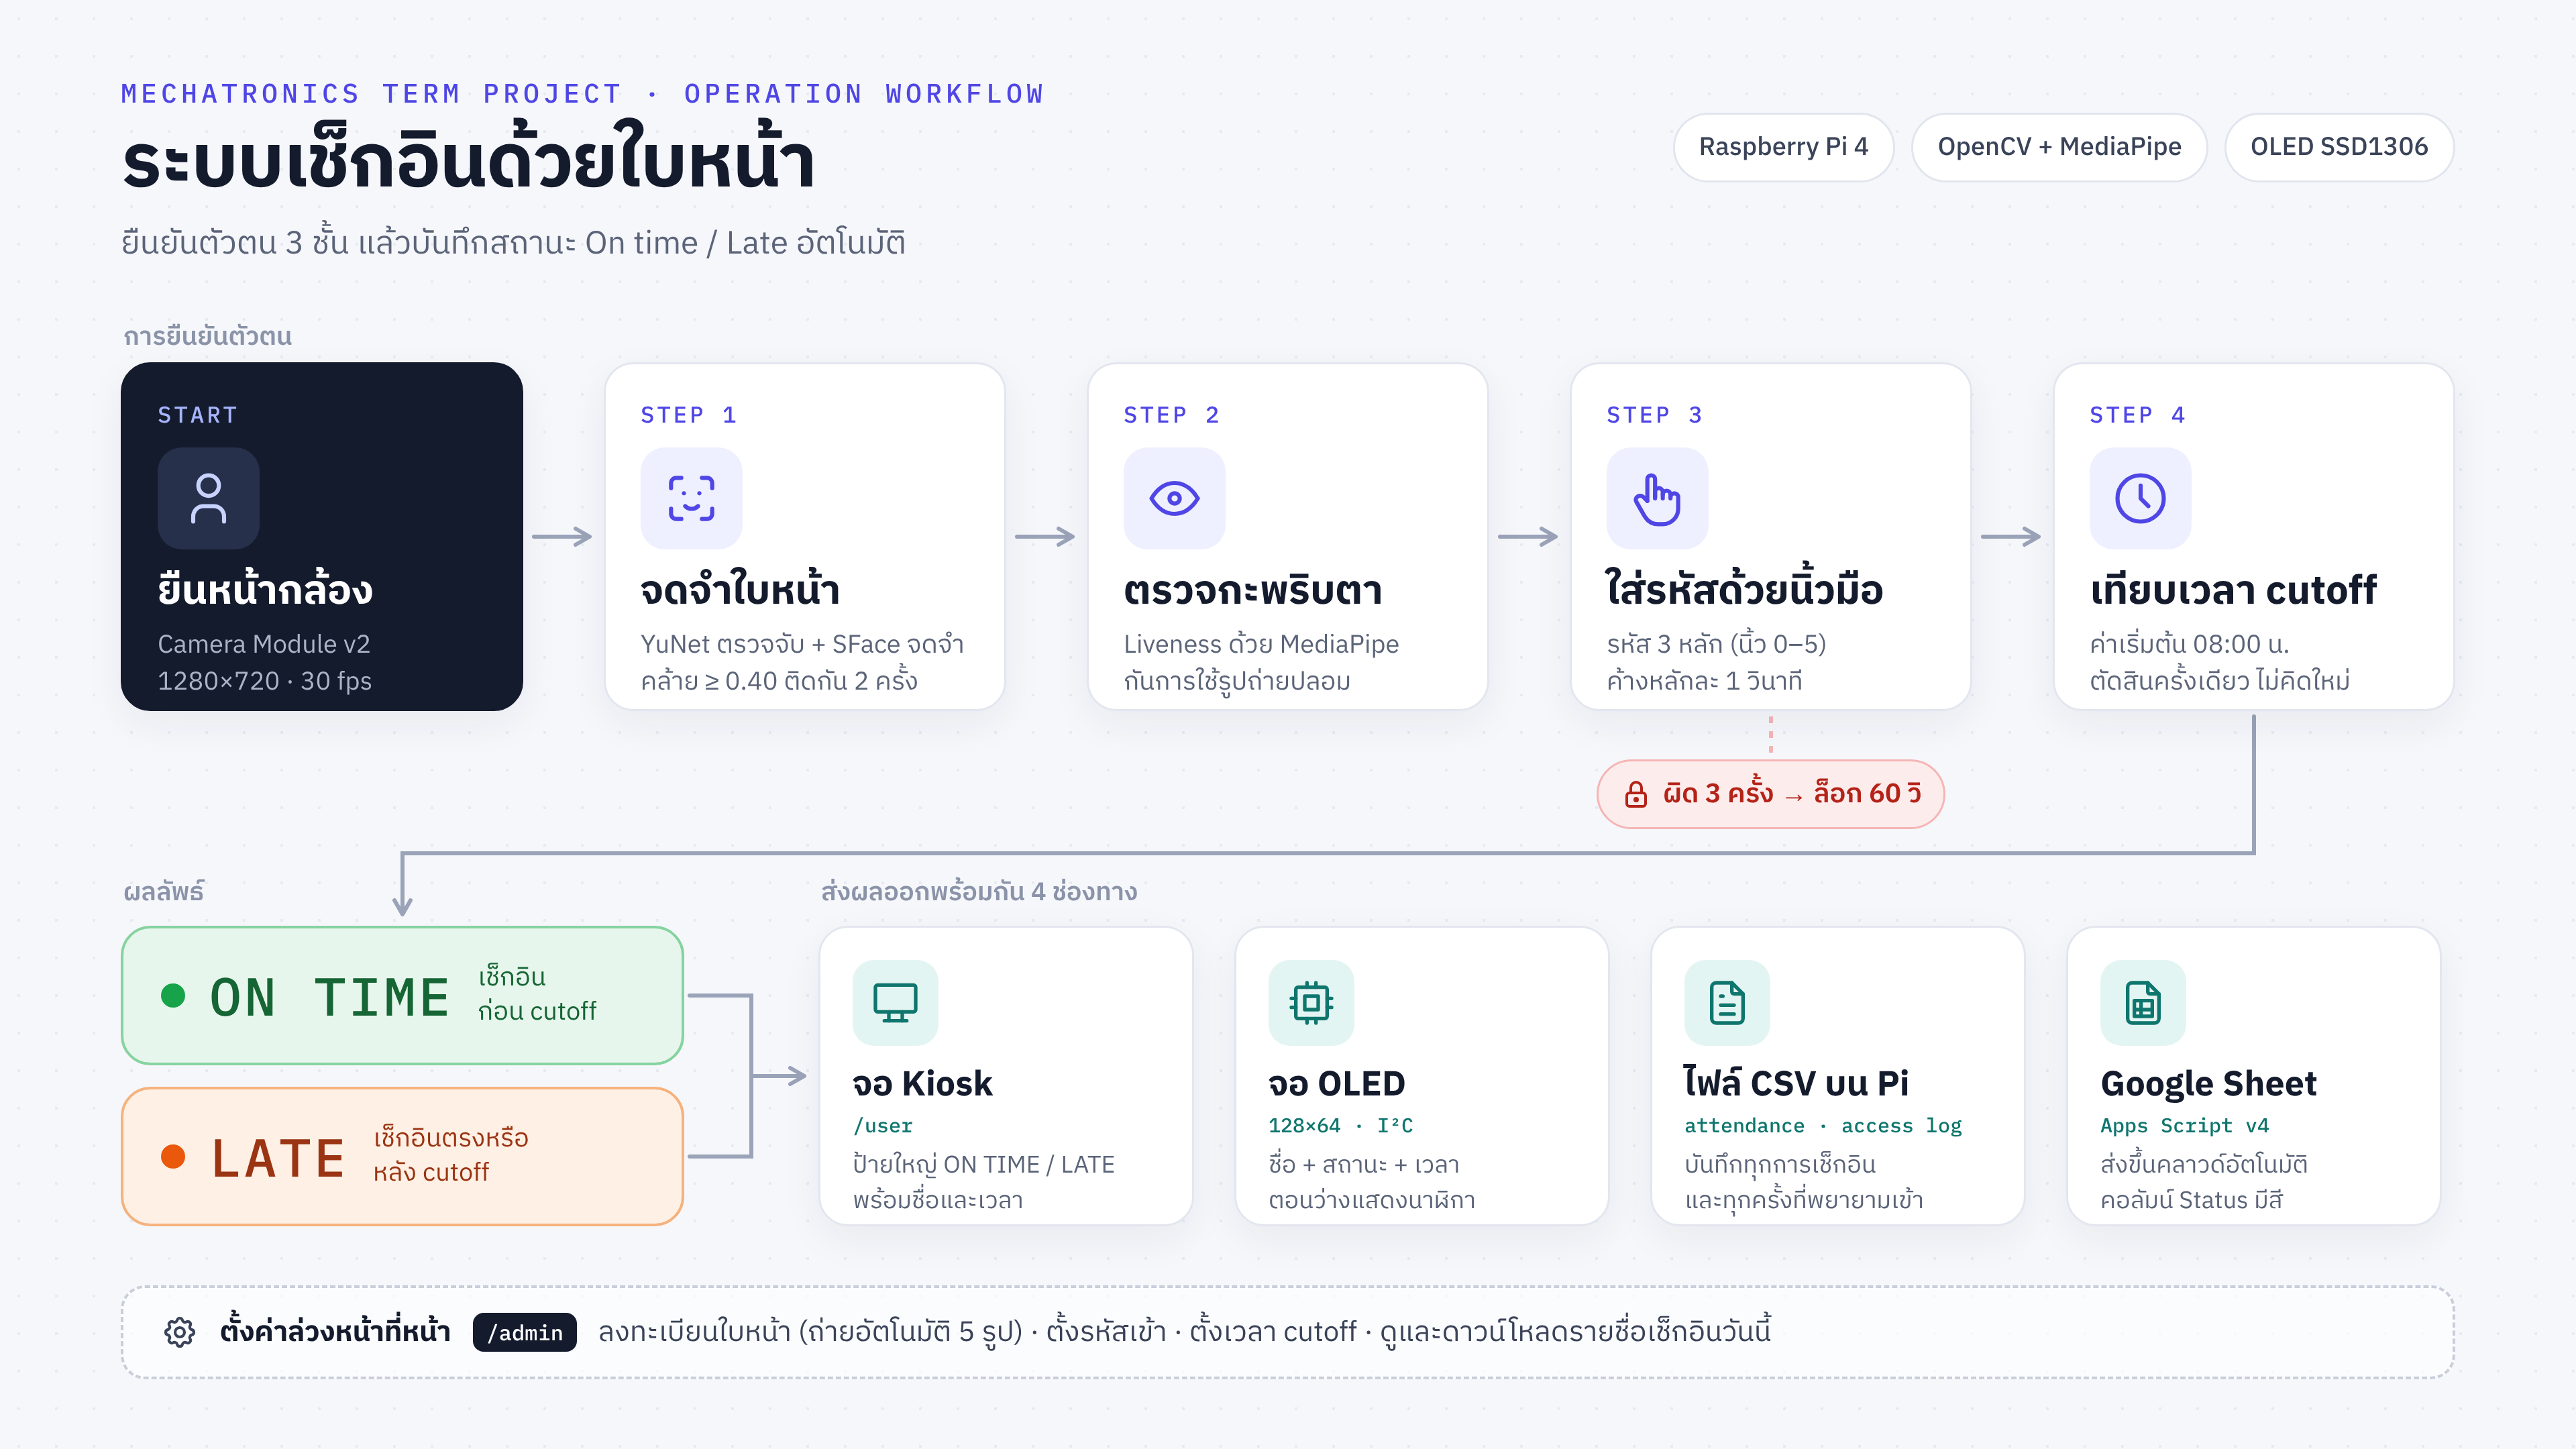 MECHATRONICS TERM PROJECT · OPERATION WORKFLOW
ระบบเช็กอินด้วยใบหน้า
ยืนยันตัวตน 3 ชั้น แล้วบันทึกสถานะ On time / Late อัตโนมัติ
Raspberry Pi 4
OpenCV + MediaPipe
OLED SSD1306
การยืนยันตัวตน
START
ยืนหน้ากล้อง
Camera Module v2
1280×720 · 30 fps
STEP 1
จดจำใบหน้า
YuNet ตรวจจับ + SFace จดจำ
คล้าย ≥ 0.40 ติดกัน 2 ครั้ง
STEP 2
ตรวจกะพริบตา
Liveness ด้วย MediaPipe
กันการใช้รูปถ่ายปลอม
STEP 3
ใส่รหัสด้วยนิ้วมือ
รหัส 3 หลัก (นิ้ว 0–5)
ค้างหลักละ 1 วินาที
STEP 4
เทียบเวลา cutoff
ค่าเริ่มต้น 08:00 น.
ตัดสินครั้งเดียว ไม่คิดใหม่
ผิด 3 ครั้ง → ล็อก 60 วิ
ผลลัพธ์
ON TIME
เช็กอิน
ก่อน cutoff
LATE
เช็กอินตรงหรือ
หลัง cutoff
ส่งผลออกพร้อมกัน 4 ช่องทาง
จอ Kiosk
/user
ป้ายใหญ่ ON TIME / LATE
พร้อมชื่อและเวลา
จอ OLED
128×64 · I²C
ชื่อ + สถานะ + เวลา
ตอนว่างแสดงนาฬิกา
ไฟล์ CSV บน Pi
attendance · access log
บันทึกทุกการเช็กอิน
และทุกครั้งที่พยายามเข้า
Google Sheet
Apps Script v4
ส่งขึ้นคลาวด์อัตโนมัติ
คอลัมน์ Status มีสี
ตั้งค่าล่วงหน้าที่หน้า /admin ลงทะเบียนใบหน้า (ถ่ายอัตโนมัติ 5 รูป) · ตั้งรหัสเข้า · ตั้งเวลา cutoff · ดูและดาวน์โหลดรายชื่อเช็กอินวันนี้